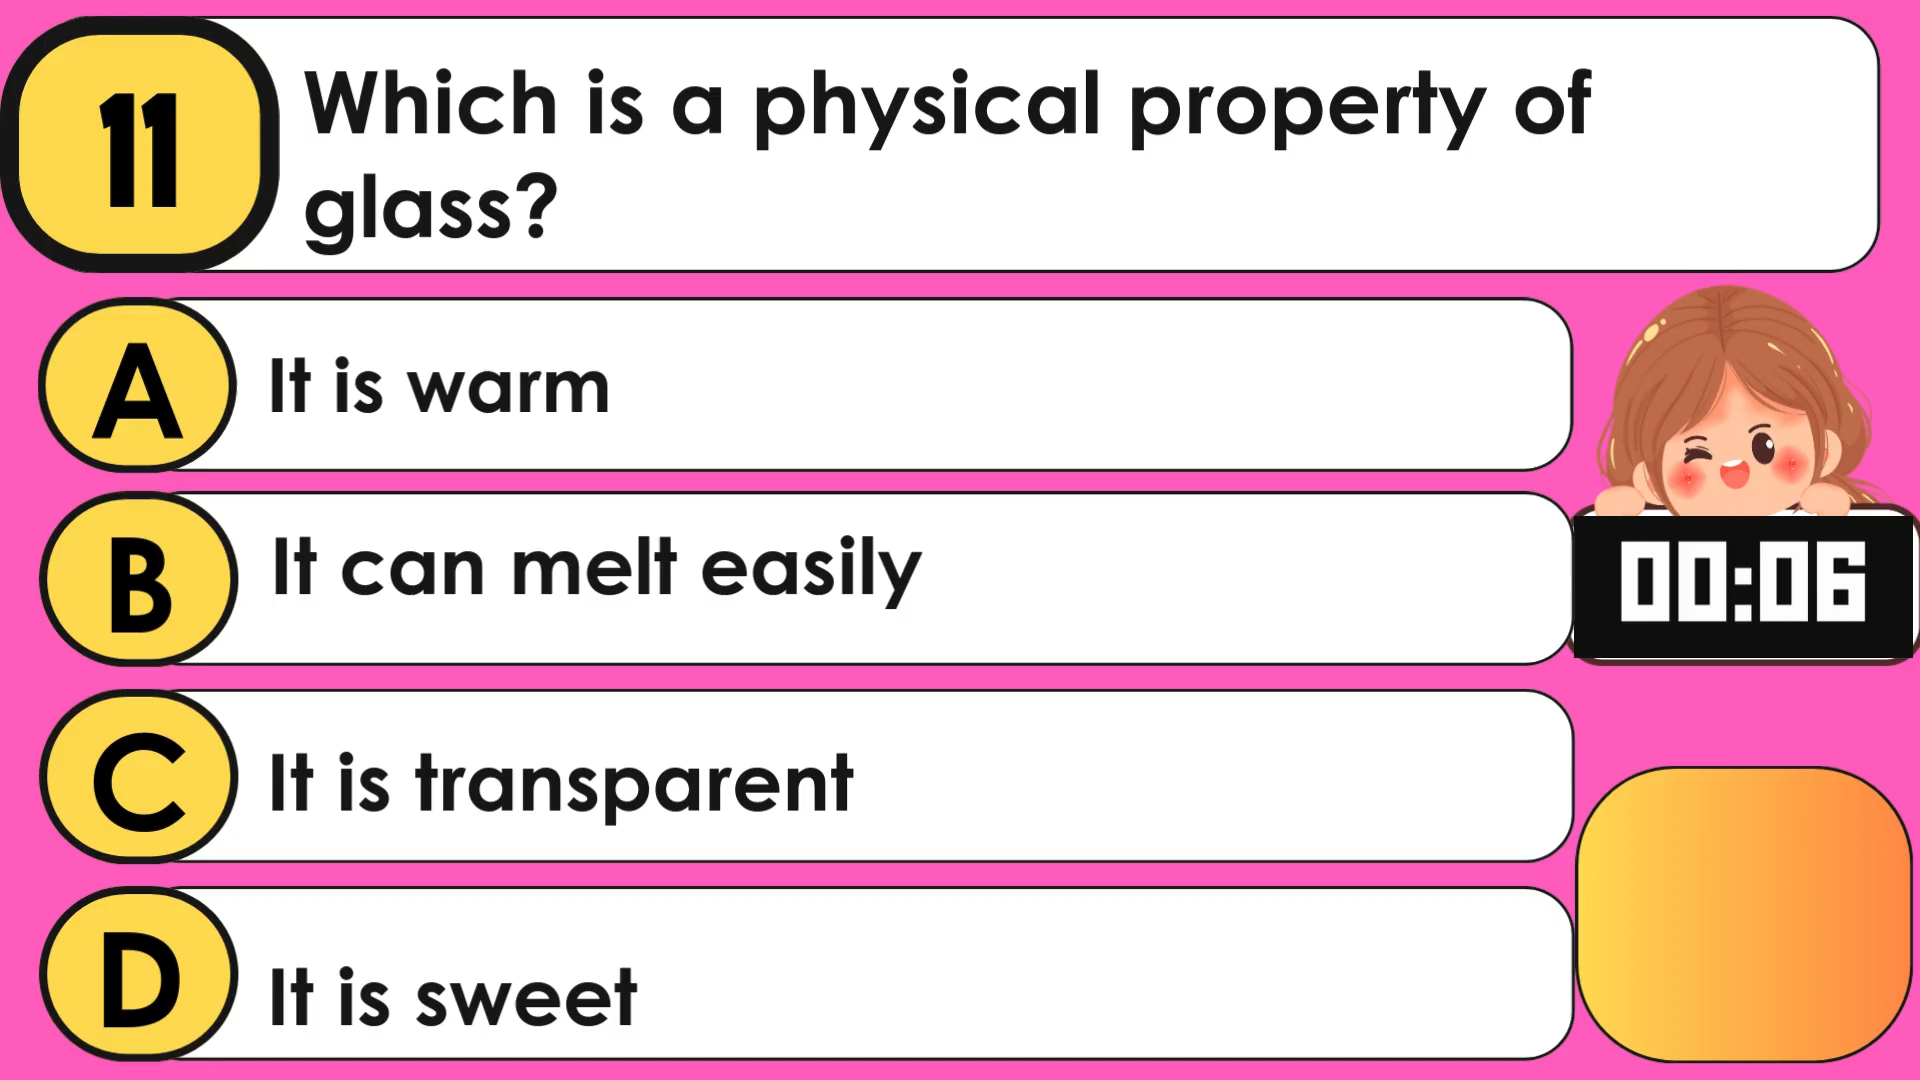 11
Which is a physical property of
glass?
A
It is warm
B
It can melt easily
00:06
C
It is transparent
D
It is sweet